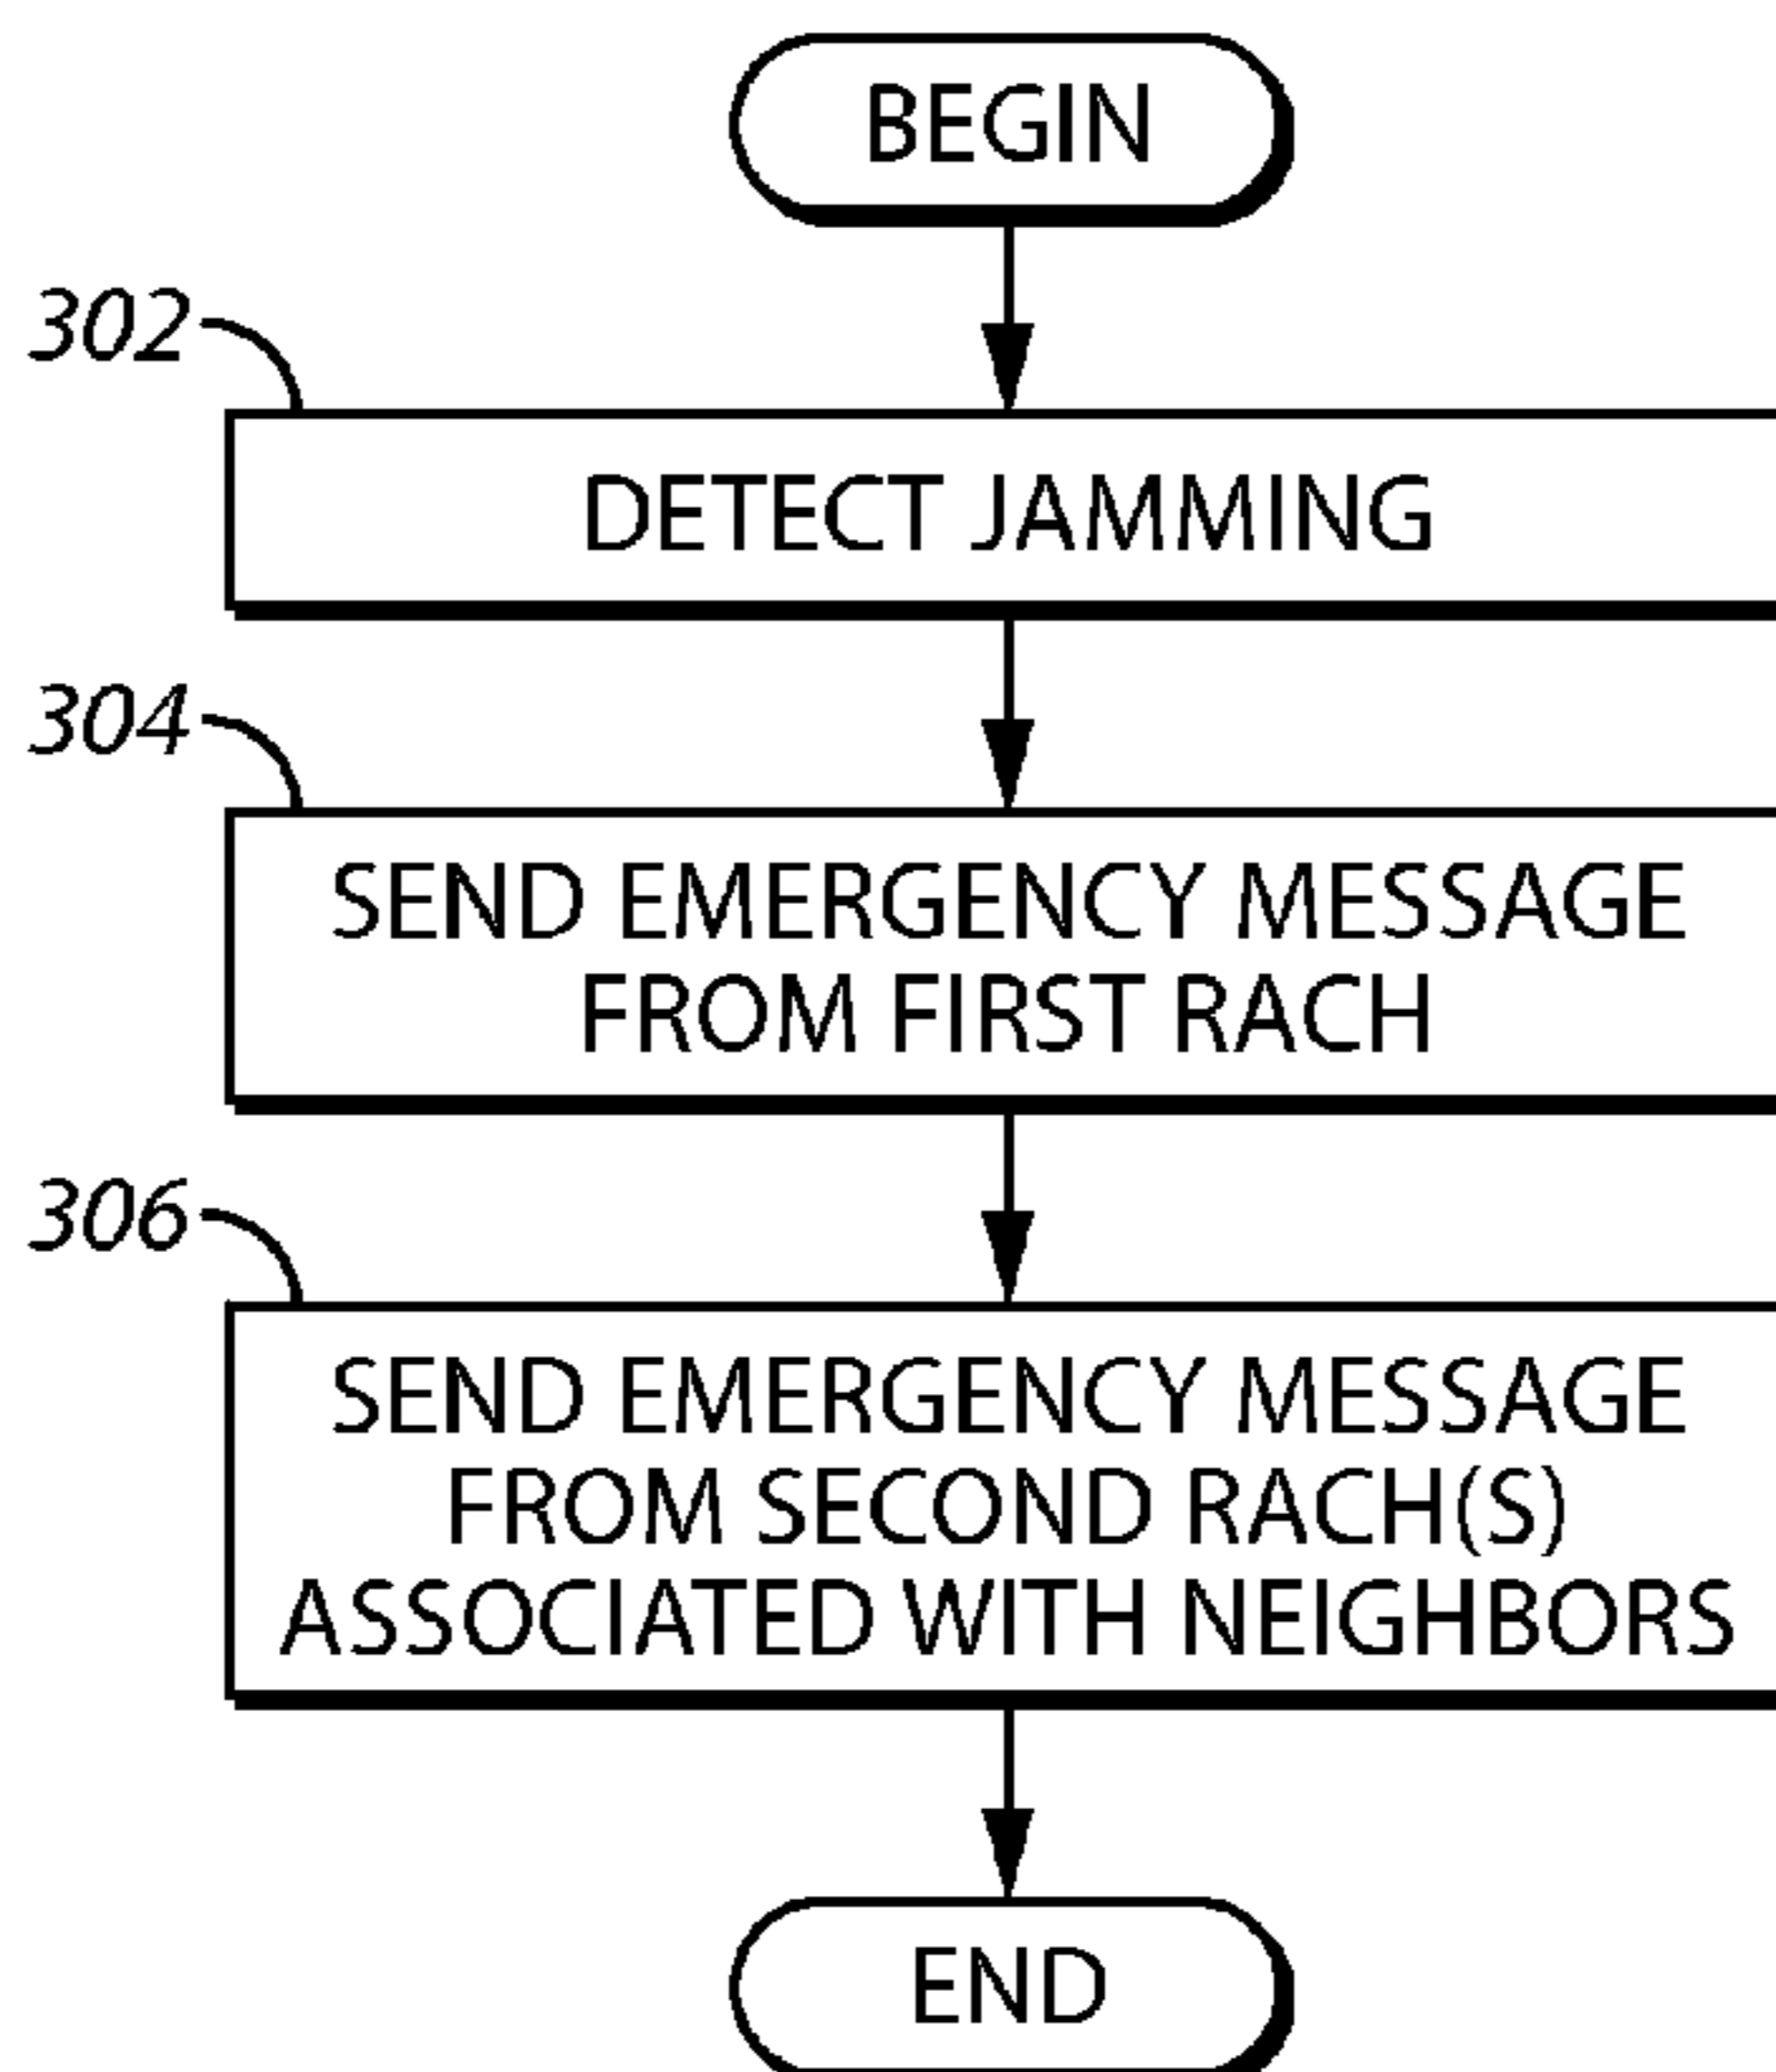 BEGIN
302
DETECT JAMMING
304
SEND EMERGENCY MESSAGE
FROM FIRST RACH
306
SEND EMERGENCY MESSAGE
FROM SECOND RACH(S)
ASSOCIATED WITH NEIGHBORS
END